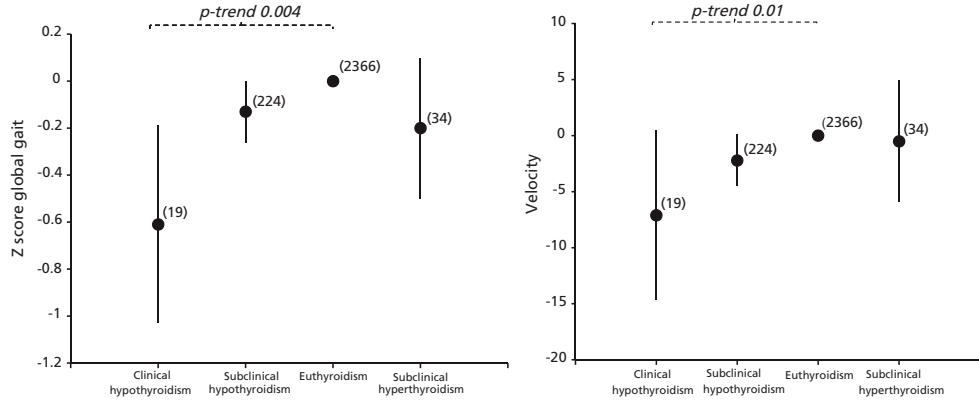 p-trend 0.004
0.2
0
-0.2
-0.4
-0.6
-0.8
-1
-1.2
Z score global gait
(19)
(224)
(2366)
(34)
Clinical
hypothyroidism
Subclinical
hypothyroidism
Euthyroidism
Subclinical
hyperthyroidism
p-trend 0.01
10
5
0
-5
-10
-15
-20
Velocity
(19)
(224)
(2366)
(34)
Clinical
hypothyroidism
Subclinical
hypothyroidism
Euthyroidism
Subclinical
hyperthyroidism